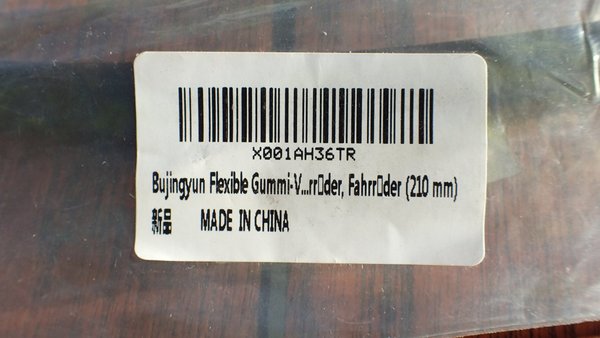 X001AH36TR
Bujingyun Flexible Gummi-V...rr▯der, Fahrr▯der (210 mm)
新品 MADE IN CHINA